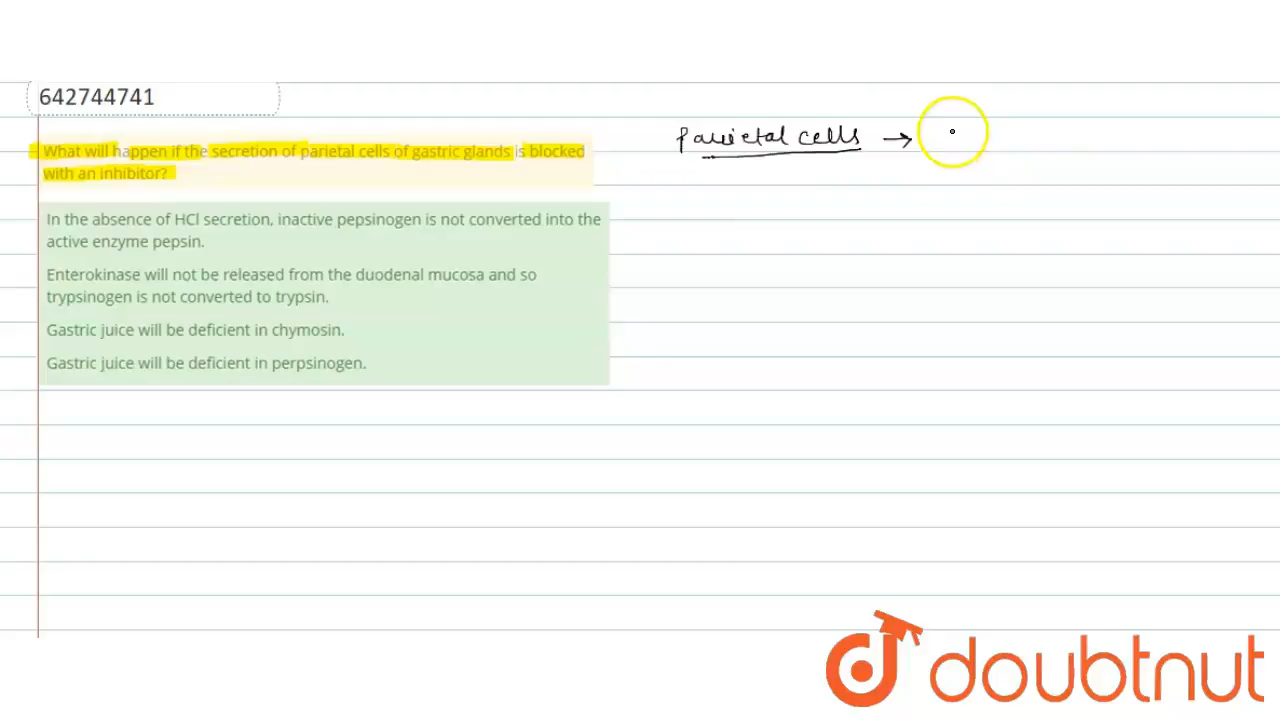 642744741
What will happen if the secretion of parietal cells of gastric glands is blocked
with an inhibitor?
In the absence of HCl secretion, inactive pepsinogen is not converted into the
active enzyme pepsin.
Enterokinase will not be released from the duodenal mucosa and so
trypsinogen is not converted to trypsin.
Gastric juice will be deficient in chymosin.
Gastric juice will be deficient in perpsinogen.
Parietal cells →
doubtnut